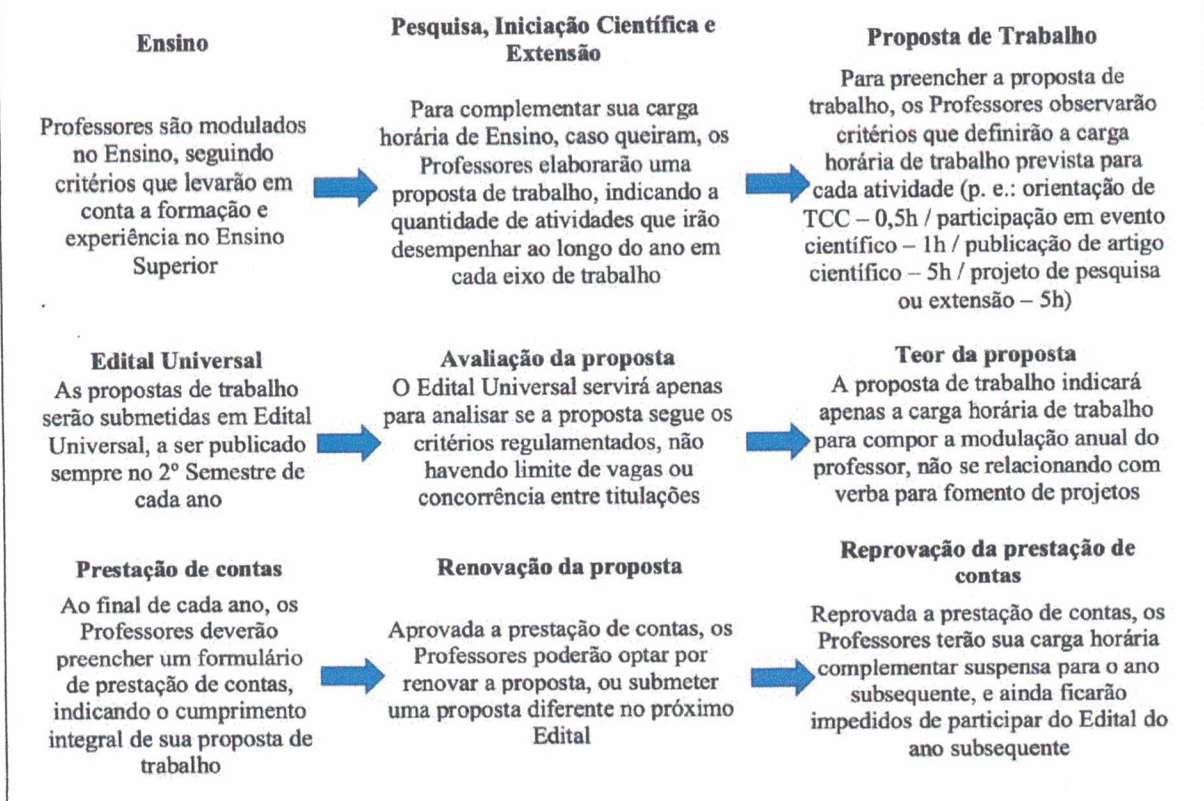 Ensino
Professores são modulados
no Ensino, seguindo
critérios que levarão em
conta a formação e
experiência no Ensino
Superior
Pesquisa, Iniciação Científica e
Extensão
Para complementar sua carga
horária de Ensino, caso queiram, os
Professores elaborarão uma
proposta de trabalho, indicando a
quantidade de atividades que irão
desempenhar ao longo do ano em
cada eixo de trabalho
Proposta de Trabalho
Para preencher a proposta de
trabalho, os Professores observarão
critérios que definirão a carga
horária de trabalho prevista para
cada atividade (p. e.: orientação de
TCC – 0,5h / participação em evento
científico – 1h / publicação de artigo
científico – 5h / projeto de pesquisa
ou extensão – 5h)
Edital Universal
As propostas de trabalho
serão submetidas em Edital
Universal, a ser publicado
sempre no 2º Semestre de
cada ano
Avaliação da proposta
O Edital Universal servirá apenas
para analisar se a proposta segue os
critérios regulamentados, não
havendo limite de vagas ou
concorrência entre titulações
Teor da proposta
A proposta de trabalho indicará
apenas a carga horária de trabalho
para compor a modulação anual do
professor, não se relacionando com
verba para fomento de projetos
Prestação de contas
Ao final de cada ano, os
Professores deverão
preencher um formulário
de prestação de contas,
indicando o cumprimento
integral de sua proposta de
trabalho
Renovação da proposta
Aprovada a prestação de contas, os
Professores poderão optar por
renovar a proposta, ou submeter
uma proposta diferente no próximo
Edital
Reprovação da prestação de
contas
Reprovada a prestação de contas, os
Professores terão sua carga horária
complementar suspensa para o ano
subsequente, e ainda ficarão
impedidos de participar do Edital do
ano subsequente